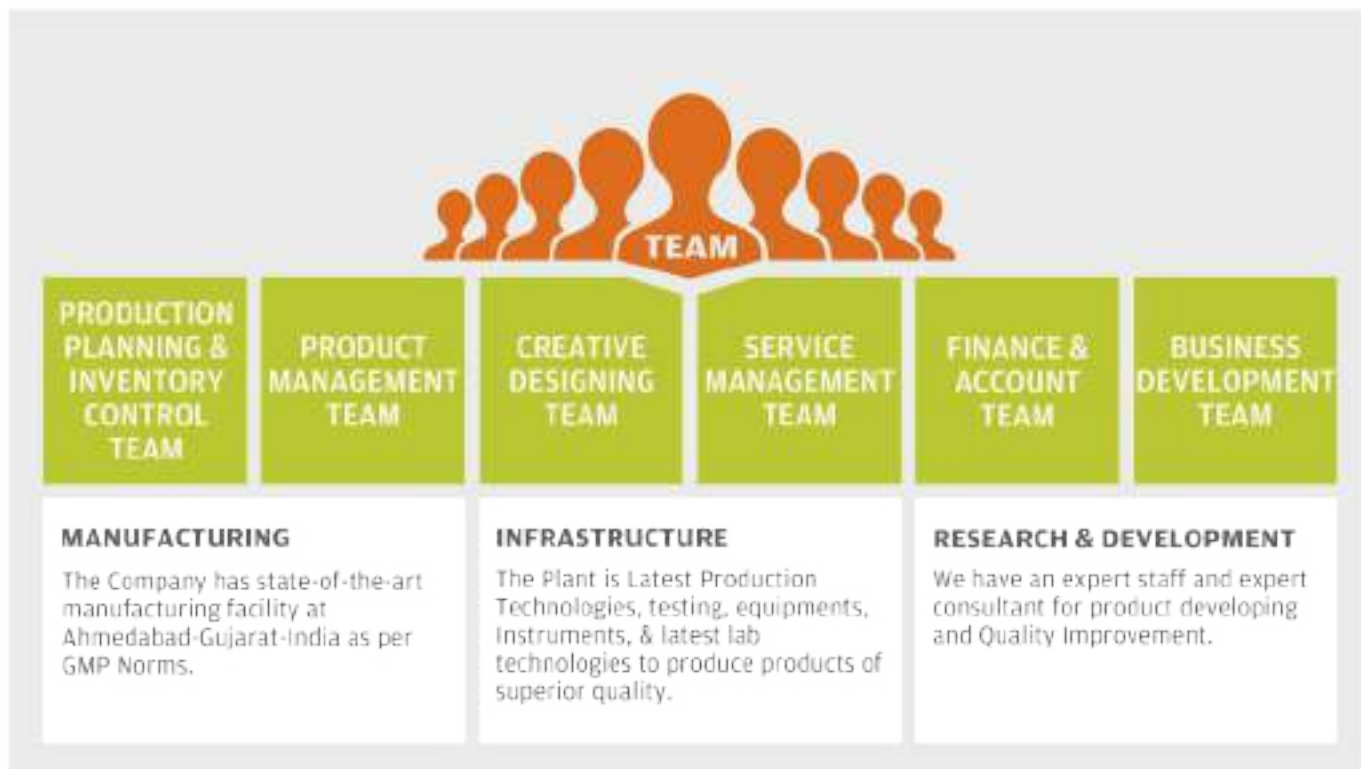 TEAM
PRODUCTION
PLANNING &
INVENTORY
CONTROL
TEAM
PRODUCT
MANAGEMENT
TEAM
CREATIVE
DESIGNING
TEAM
SERVICE
MANAGEMENT
TEAM
FINANCE &
ACCOUNT
TEAM
BUSINESS
DEVELOPMENT
TEAM
MANUFACTURING
The Company has state-of-the-art
manufacturing facility at
Ahmedabad-Gujarat-India as per
GMP Norms.
INFRASTRUCTURE
The Plant is Latest Production
Technologies, testing, equipments,
Instruments, & latest lab
technologies to produce products of
superior quality.
RESEARCH & DEVELOPMENT
We have an expert staff and expert
consultant for product developing
and Quality Improvement.